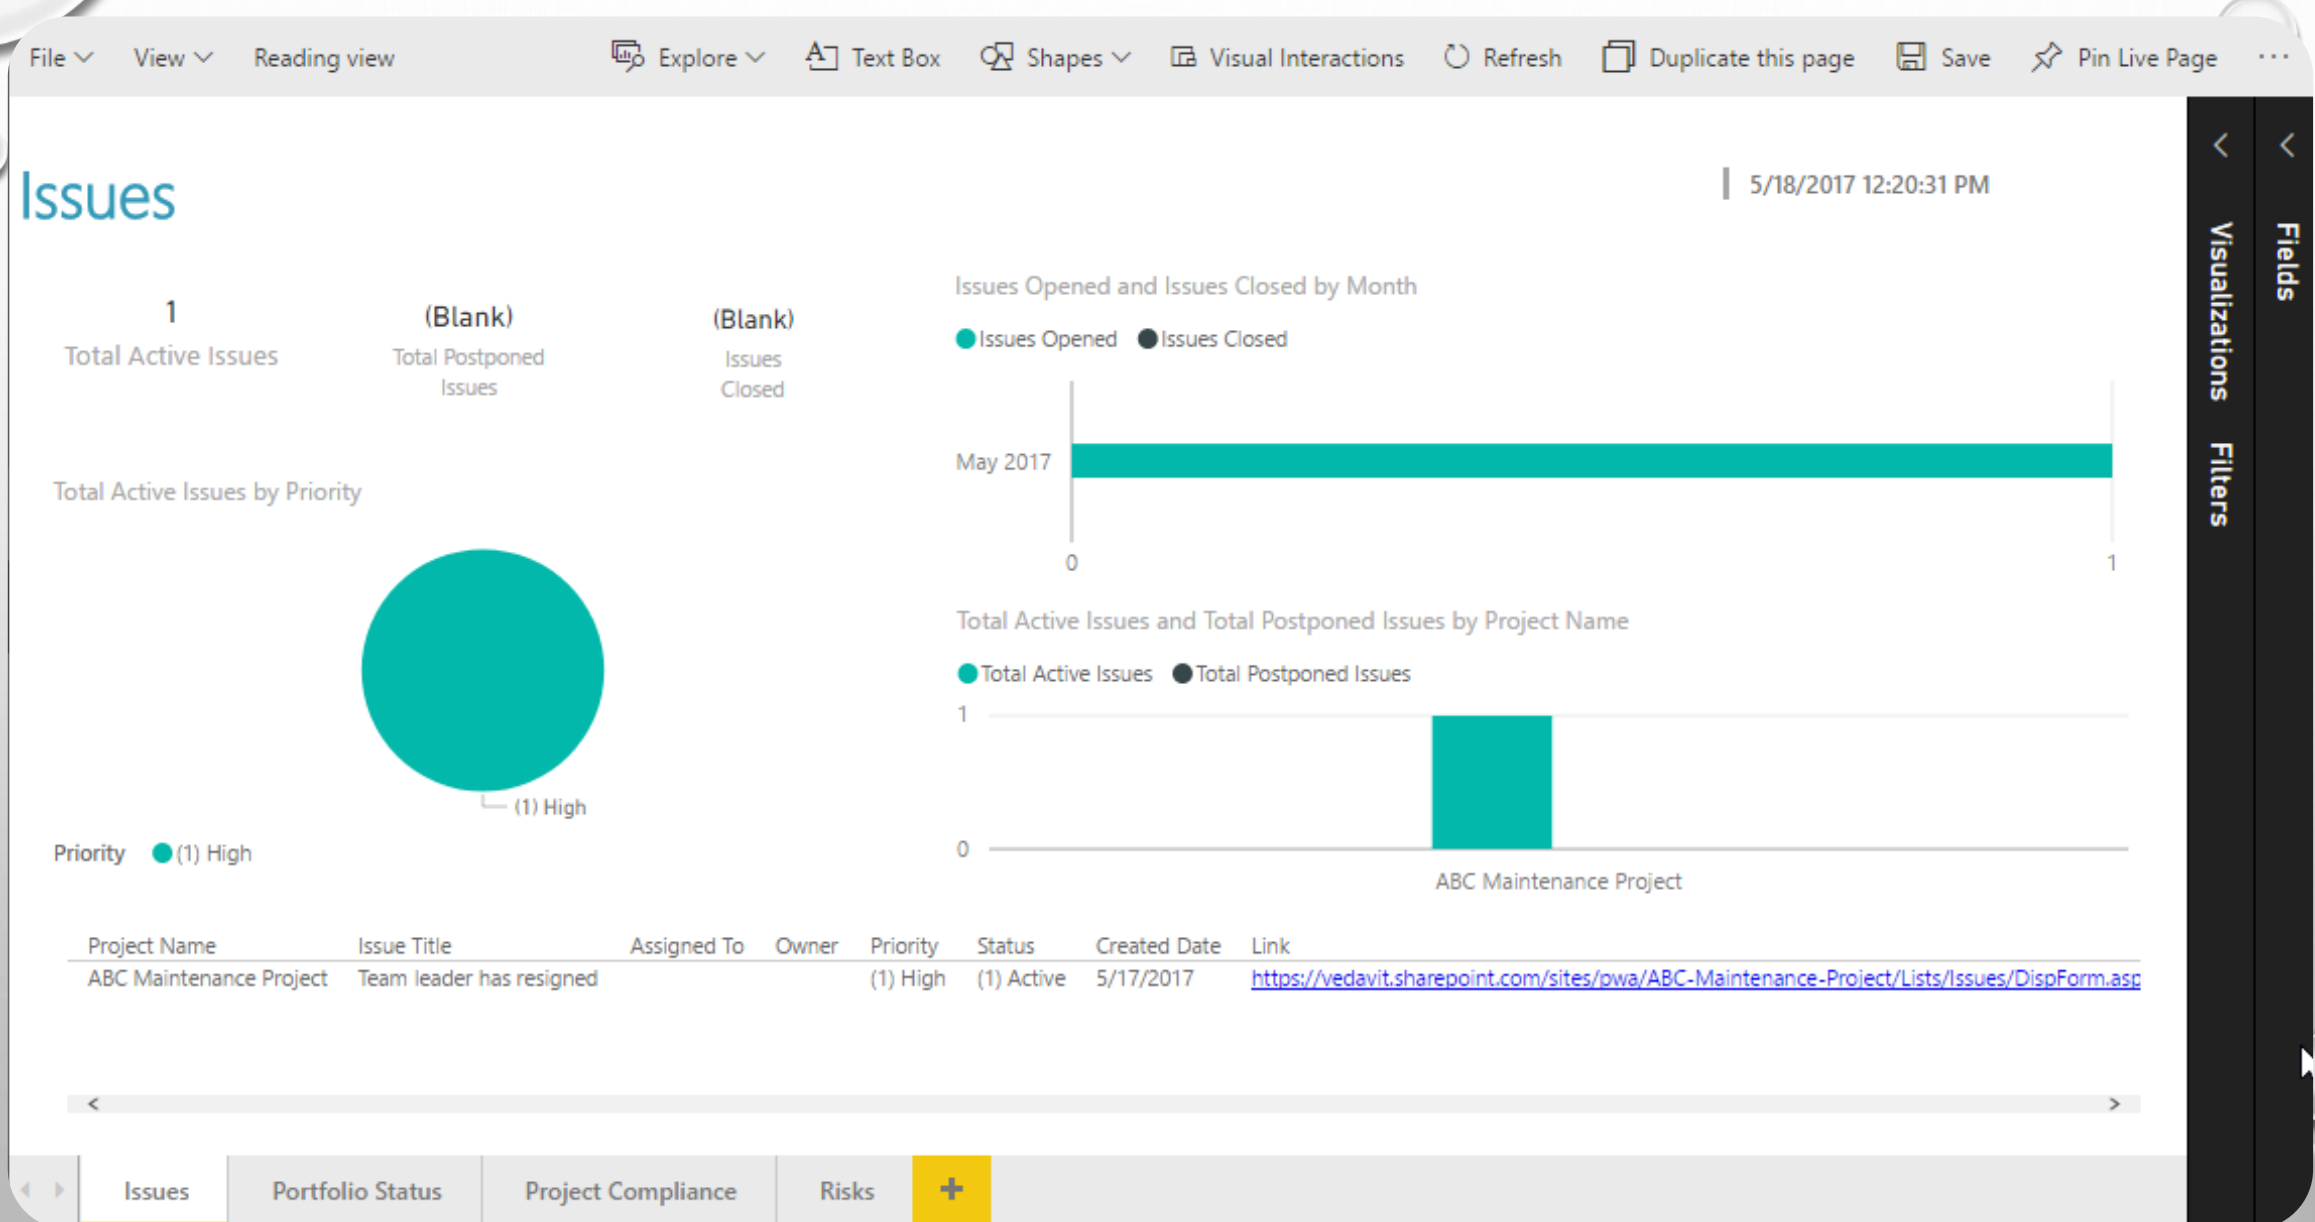 File View Reading view Explore Text Box Shapes Visual Interactions Refresh Duplicate this page Save Pin Live Page ...
Issues
5/18/2017 12:20:31 PM
1
Total Active Issues
(Blank)
Total Postponed
Issues
(Blank)
Issues
Closed
Issues Opened and Issues Closed by Month
Issues Opened Issues Closed
May 2017
0 1
Total Active Issues by Priority
(1) High
Priority (1) High
Total Active Issues and Total Postponed Issues by Project Name
Total Active Issues Total Postponed Issues
1
0
ABC Maintenance Project
Project Name Issue Title Assigned To Owner Priority Status Created Date Link
ABC Maintenance Project Team leader has resigned (1) High (1) Active 5/17/2017 https://vedavit.sharepoint.com/sites/pwa/ABC-Maintenance-Project/Lists/Issues/DispForm.asp
Issues Portfolio Status Project Compliance Risks +
Visualizations
Filters
Fields